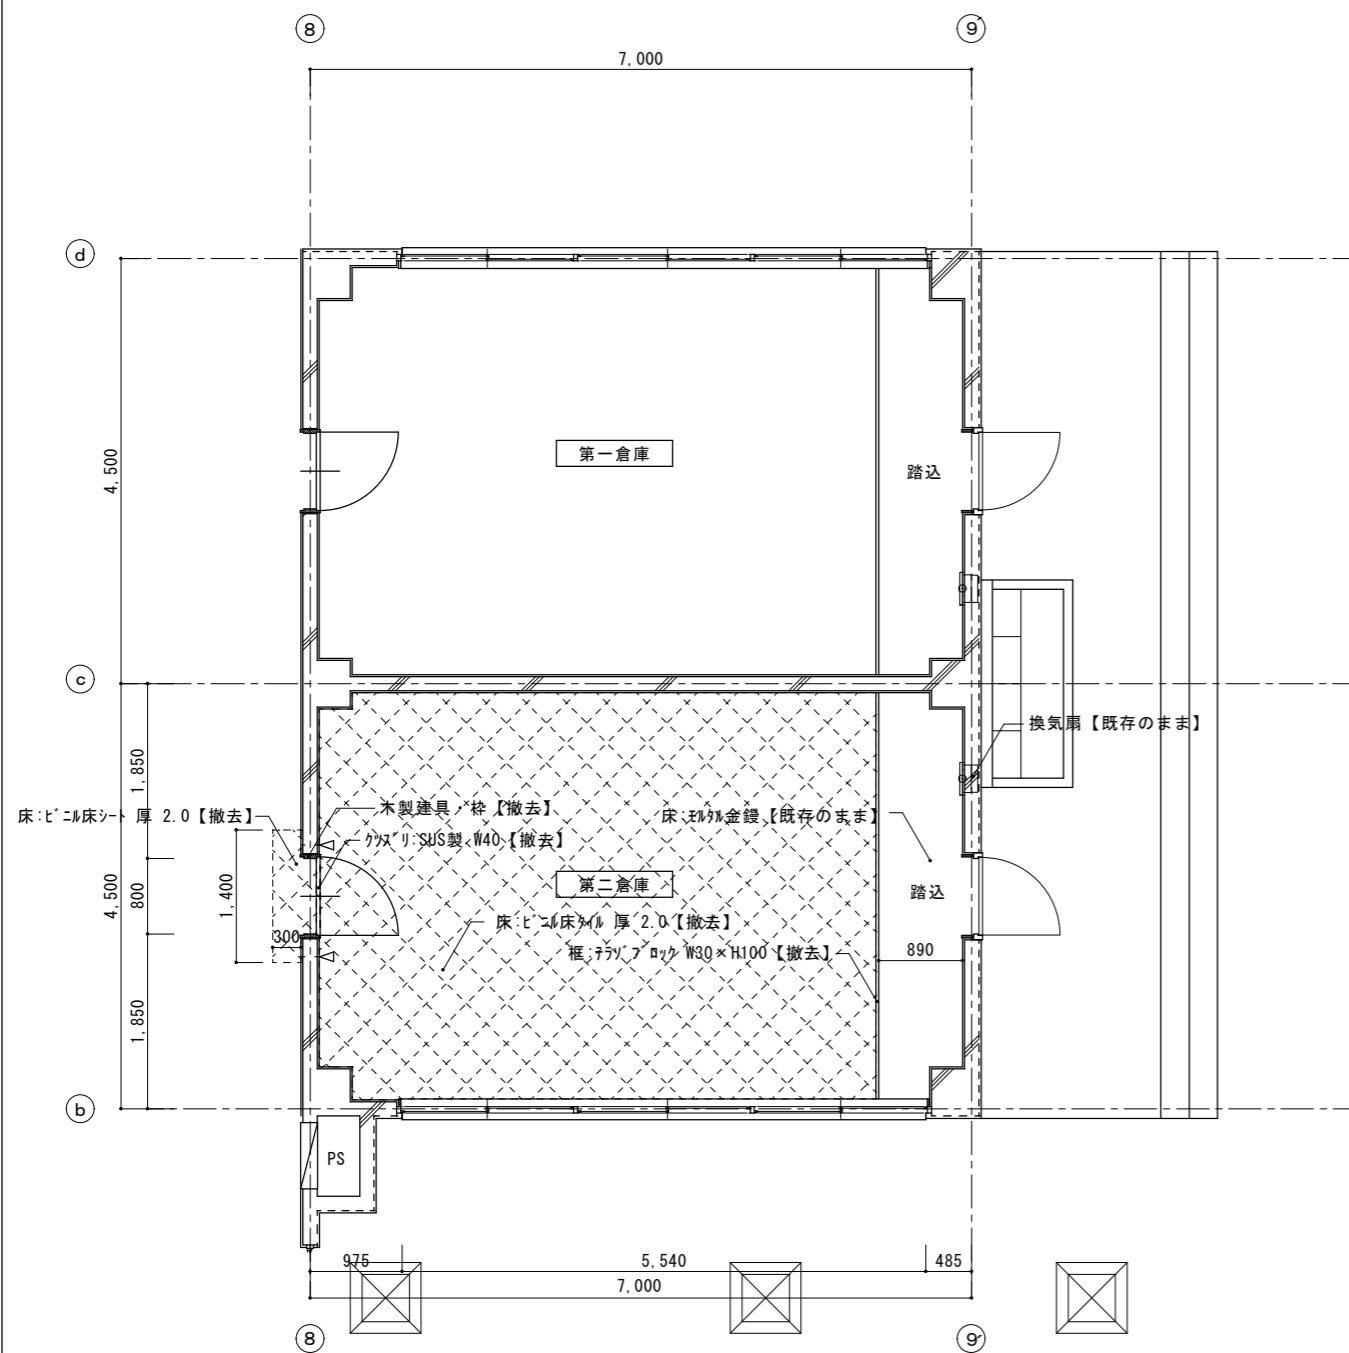 8
9′
7,000
d
第一倉庫
踏込
4,500
c
換気扇【既存のまま】
1,850
木製建具・枠【撤去】
床:ビニル床シート 厚 2.0【撤去】
床:モルタル金鏝【既存のまま】
クツズリ:SUS製 W40【撤去】
4,500
800
1,400
第二倉庫
踏込
床:ビニル床タイル 厚 2.0【撤去】
300
框:テラゾブロック W30×H100【撤去】
890
1,850
b
PS
975
5,540
485
7,000
8
9′